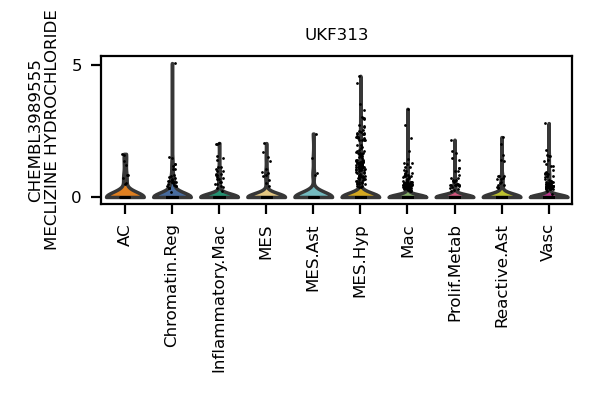 UKF313
CHEMBL3989555
MECLIZINE HYDROCHLORIDE
5
0
AC
Chromatin.Reg
Inflammatory.Mac
MES
MES.Ast
MES.Hyp
Mac
Prolif.Metab
Reactive.Ast
Vasc